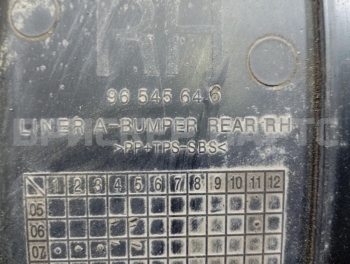 RH
96 545 64 6
LINER A-BUMPER REAR RH
>PP+TPS-SBS<
1 2 3 4 5 6 7 8 9 10 11 12
05
06
07